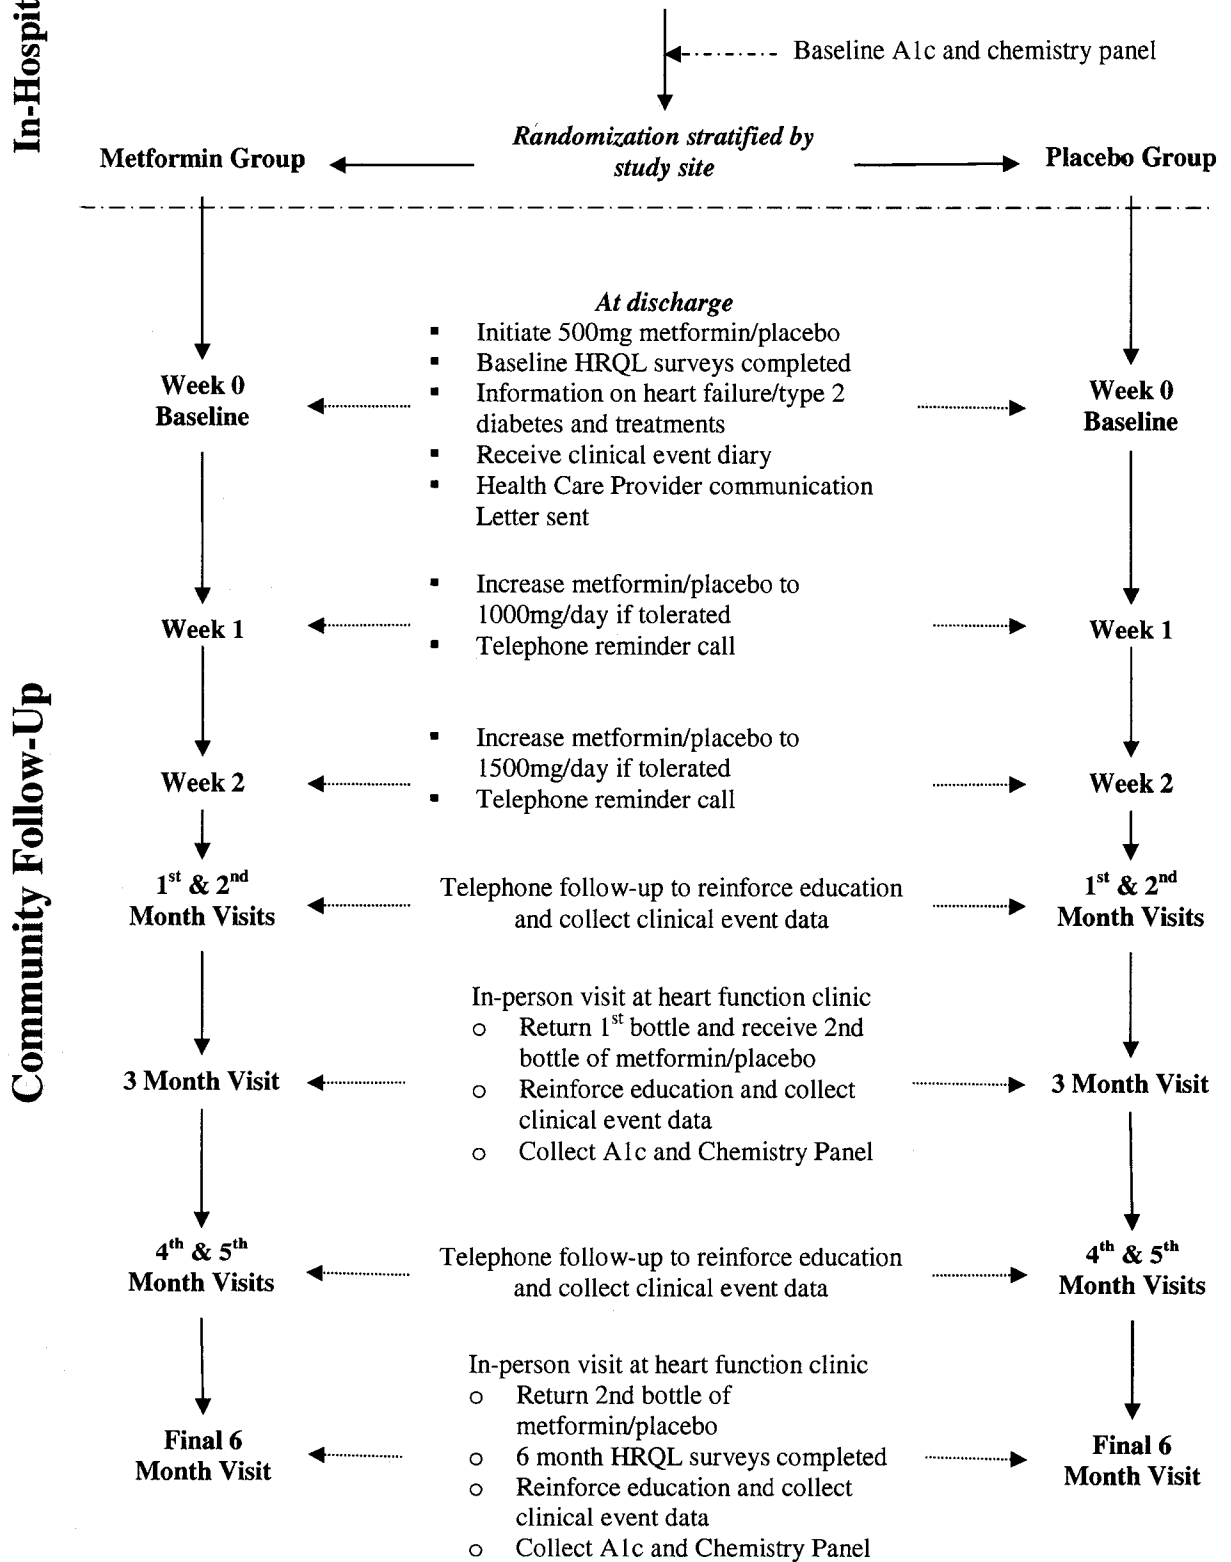 In-Hospit
Baseline A1c and chemistry panel
Randomization stratified by
study site
Metformin Group
Placebo Group
At discharge
▪ Initiate 500mg metformin/placebo
▪ Baseline HRQL surveys completed
▪ Information on heart failure/type 2
diabetes and treatments
▪ Receive clinical event diary
▪ Health Care Provider communication
Letter sent
Week 0
Baseline
Week 0
Baseline
▪ Increase metformin/placebo to
1000mg/day if tolerated
▪ Telephone reminder call
Week 1
Week 1
Community Follow-Up
▪ Increase metformin/placebo to
1500mg/day if tolerated
▪ Telephone reminder call
Week 2
Week 2
1st & 2nd
Month Visits
Telephone follow-up to reinforce education
and collect clinical event data
1st & 2nd
Month Visits
In-person visit at heart function clinic
o Return 1st bottle and receive 2nd
bottle of metformin/placebo
o Reinforce education and collect
clinical event data
o Collect A1c and Chemistry Panel
3 Month Visit
3 Month Visit
4th & 5th
Month Visits
Telephone follow-up to reinforce education
and collect clinical event data
4th & 5th
Month Visits
In-person visit at heart function clinic
o Return 2nd bottle of
metformin/placebo
o 6 month HRQL surveys completed
o Reinforce education and collect
clinical event data
o Collect A1c and Chemistry Panel
Final 6
Month Visit
Final 6
Month Visit